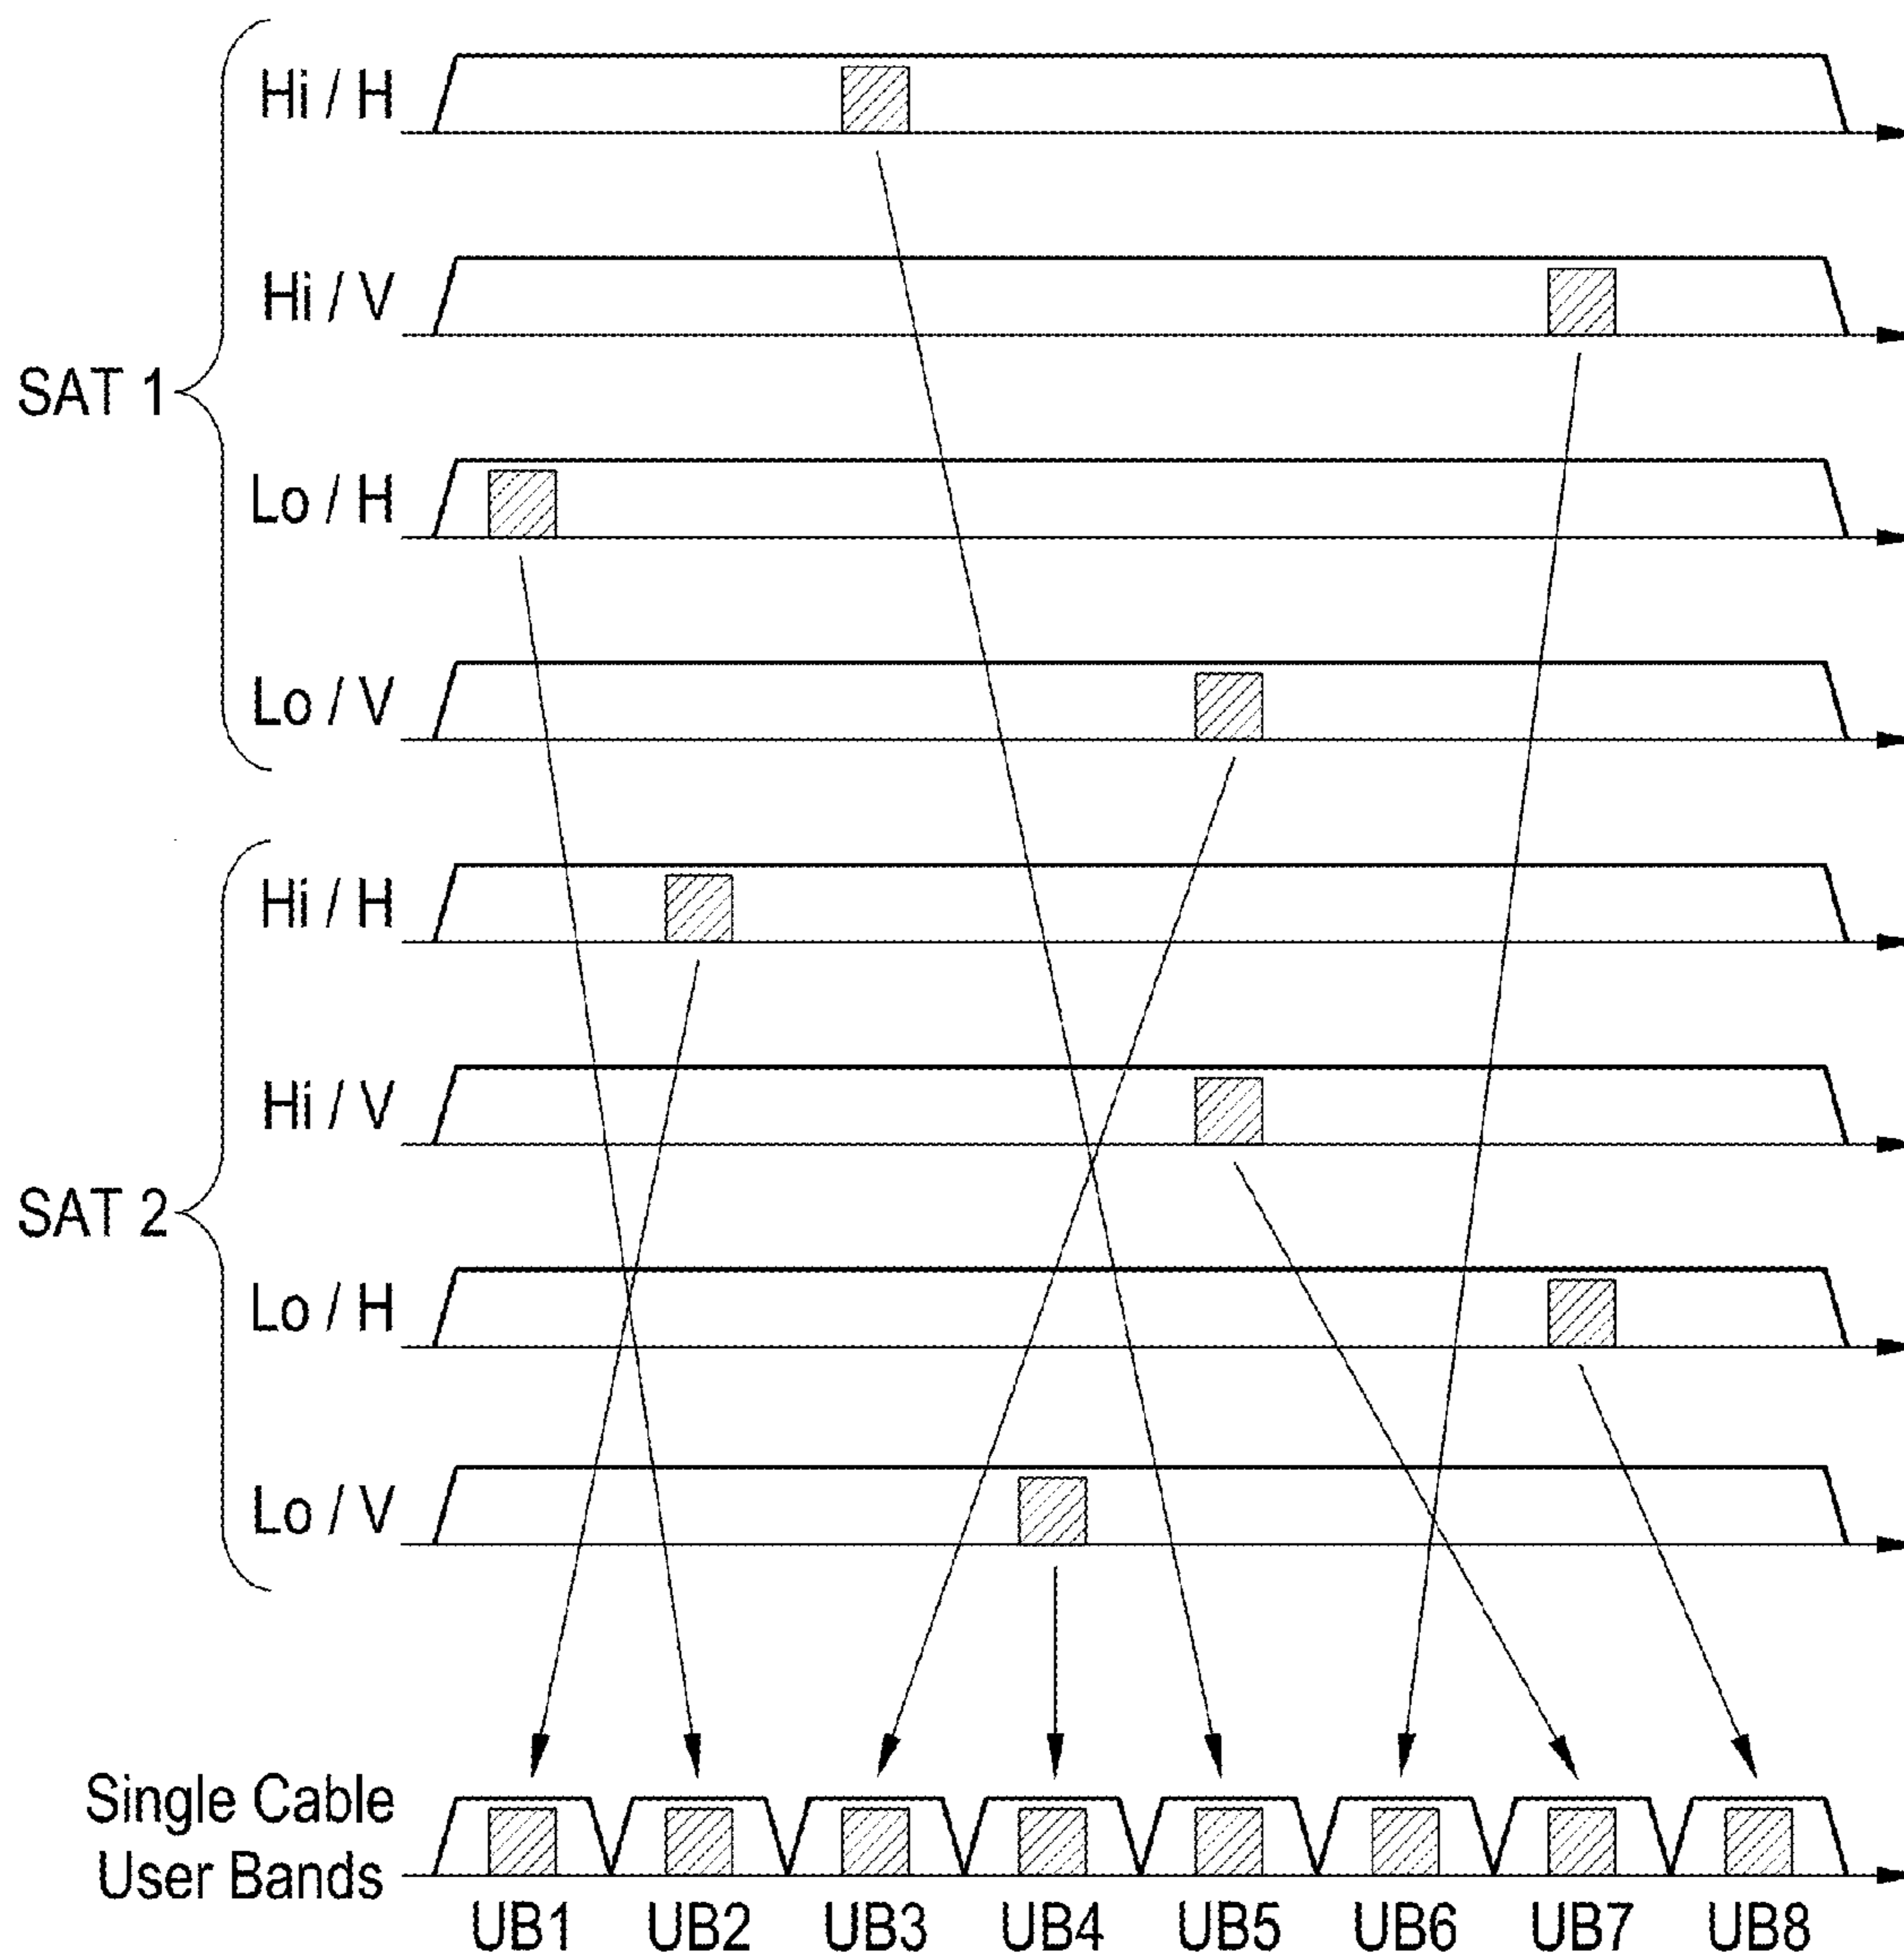 SAT 1
Hi / H
Hi / V
Lo / H
Lo / V
SAT 2
Hi / H
Hi / V
Lo / H
Lo / V
Single Cable
User Bands
UB1 UB2 UB3 UB4 UB5 UB6 UB7 UB8